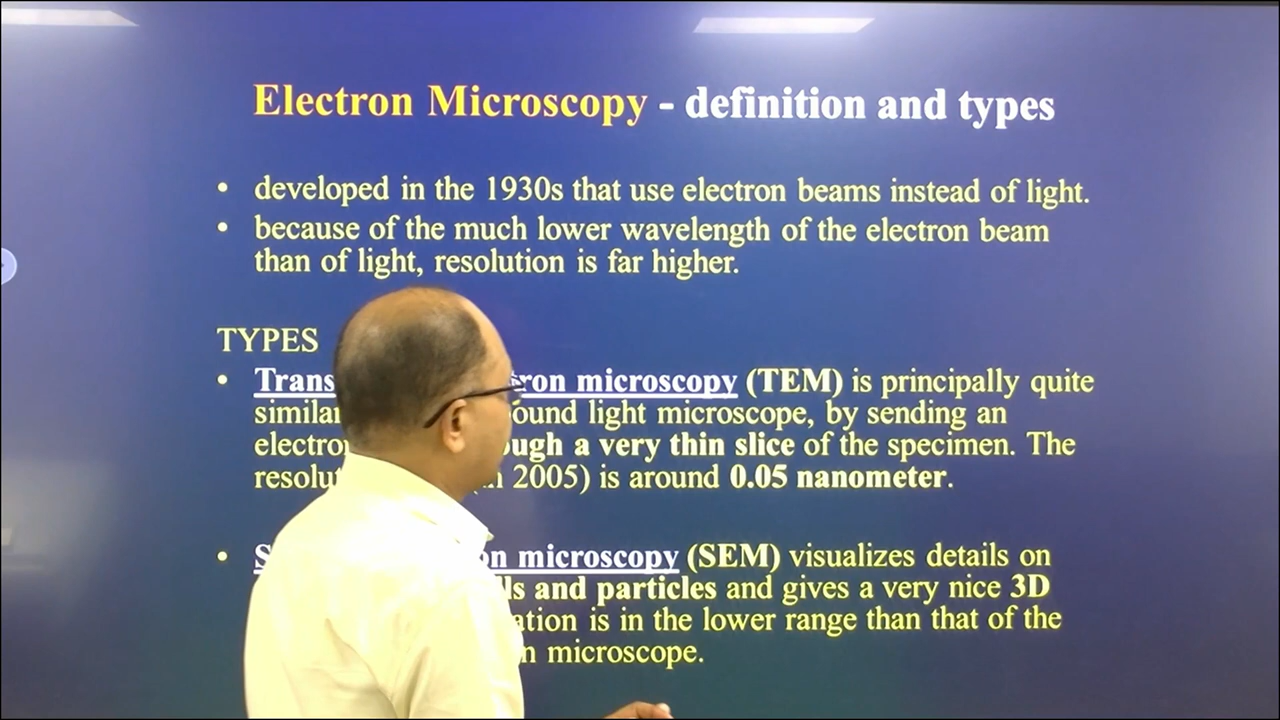 Electron Microscopy - definition and types
• developed in the 1930s that use electron beams instead of light.
• because of the much lower wavelength of the electron beam
than of light, resolution is far higher.
TYPES
• Trans ron microscopy (TEM) is principally quite
similar ound light microscope, by sending an
electron ugh a very thin slice of the specimen. The
resolu (in 2005) is around 0.05 nanometer.
• S on microscopy (SEM) visualizes details on
ls and particles and gives a very nice 3D
ation is in the lower range than that of the
n microscope.